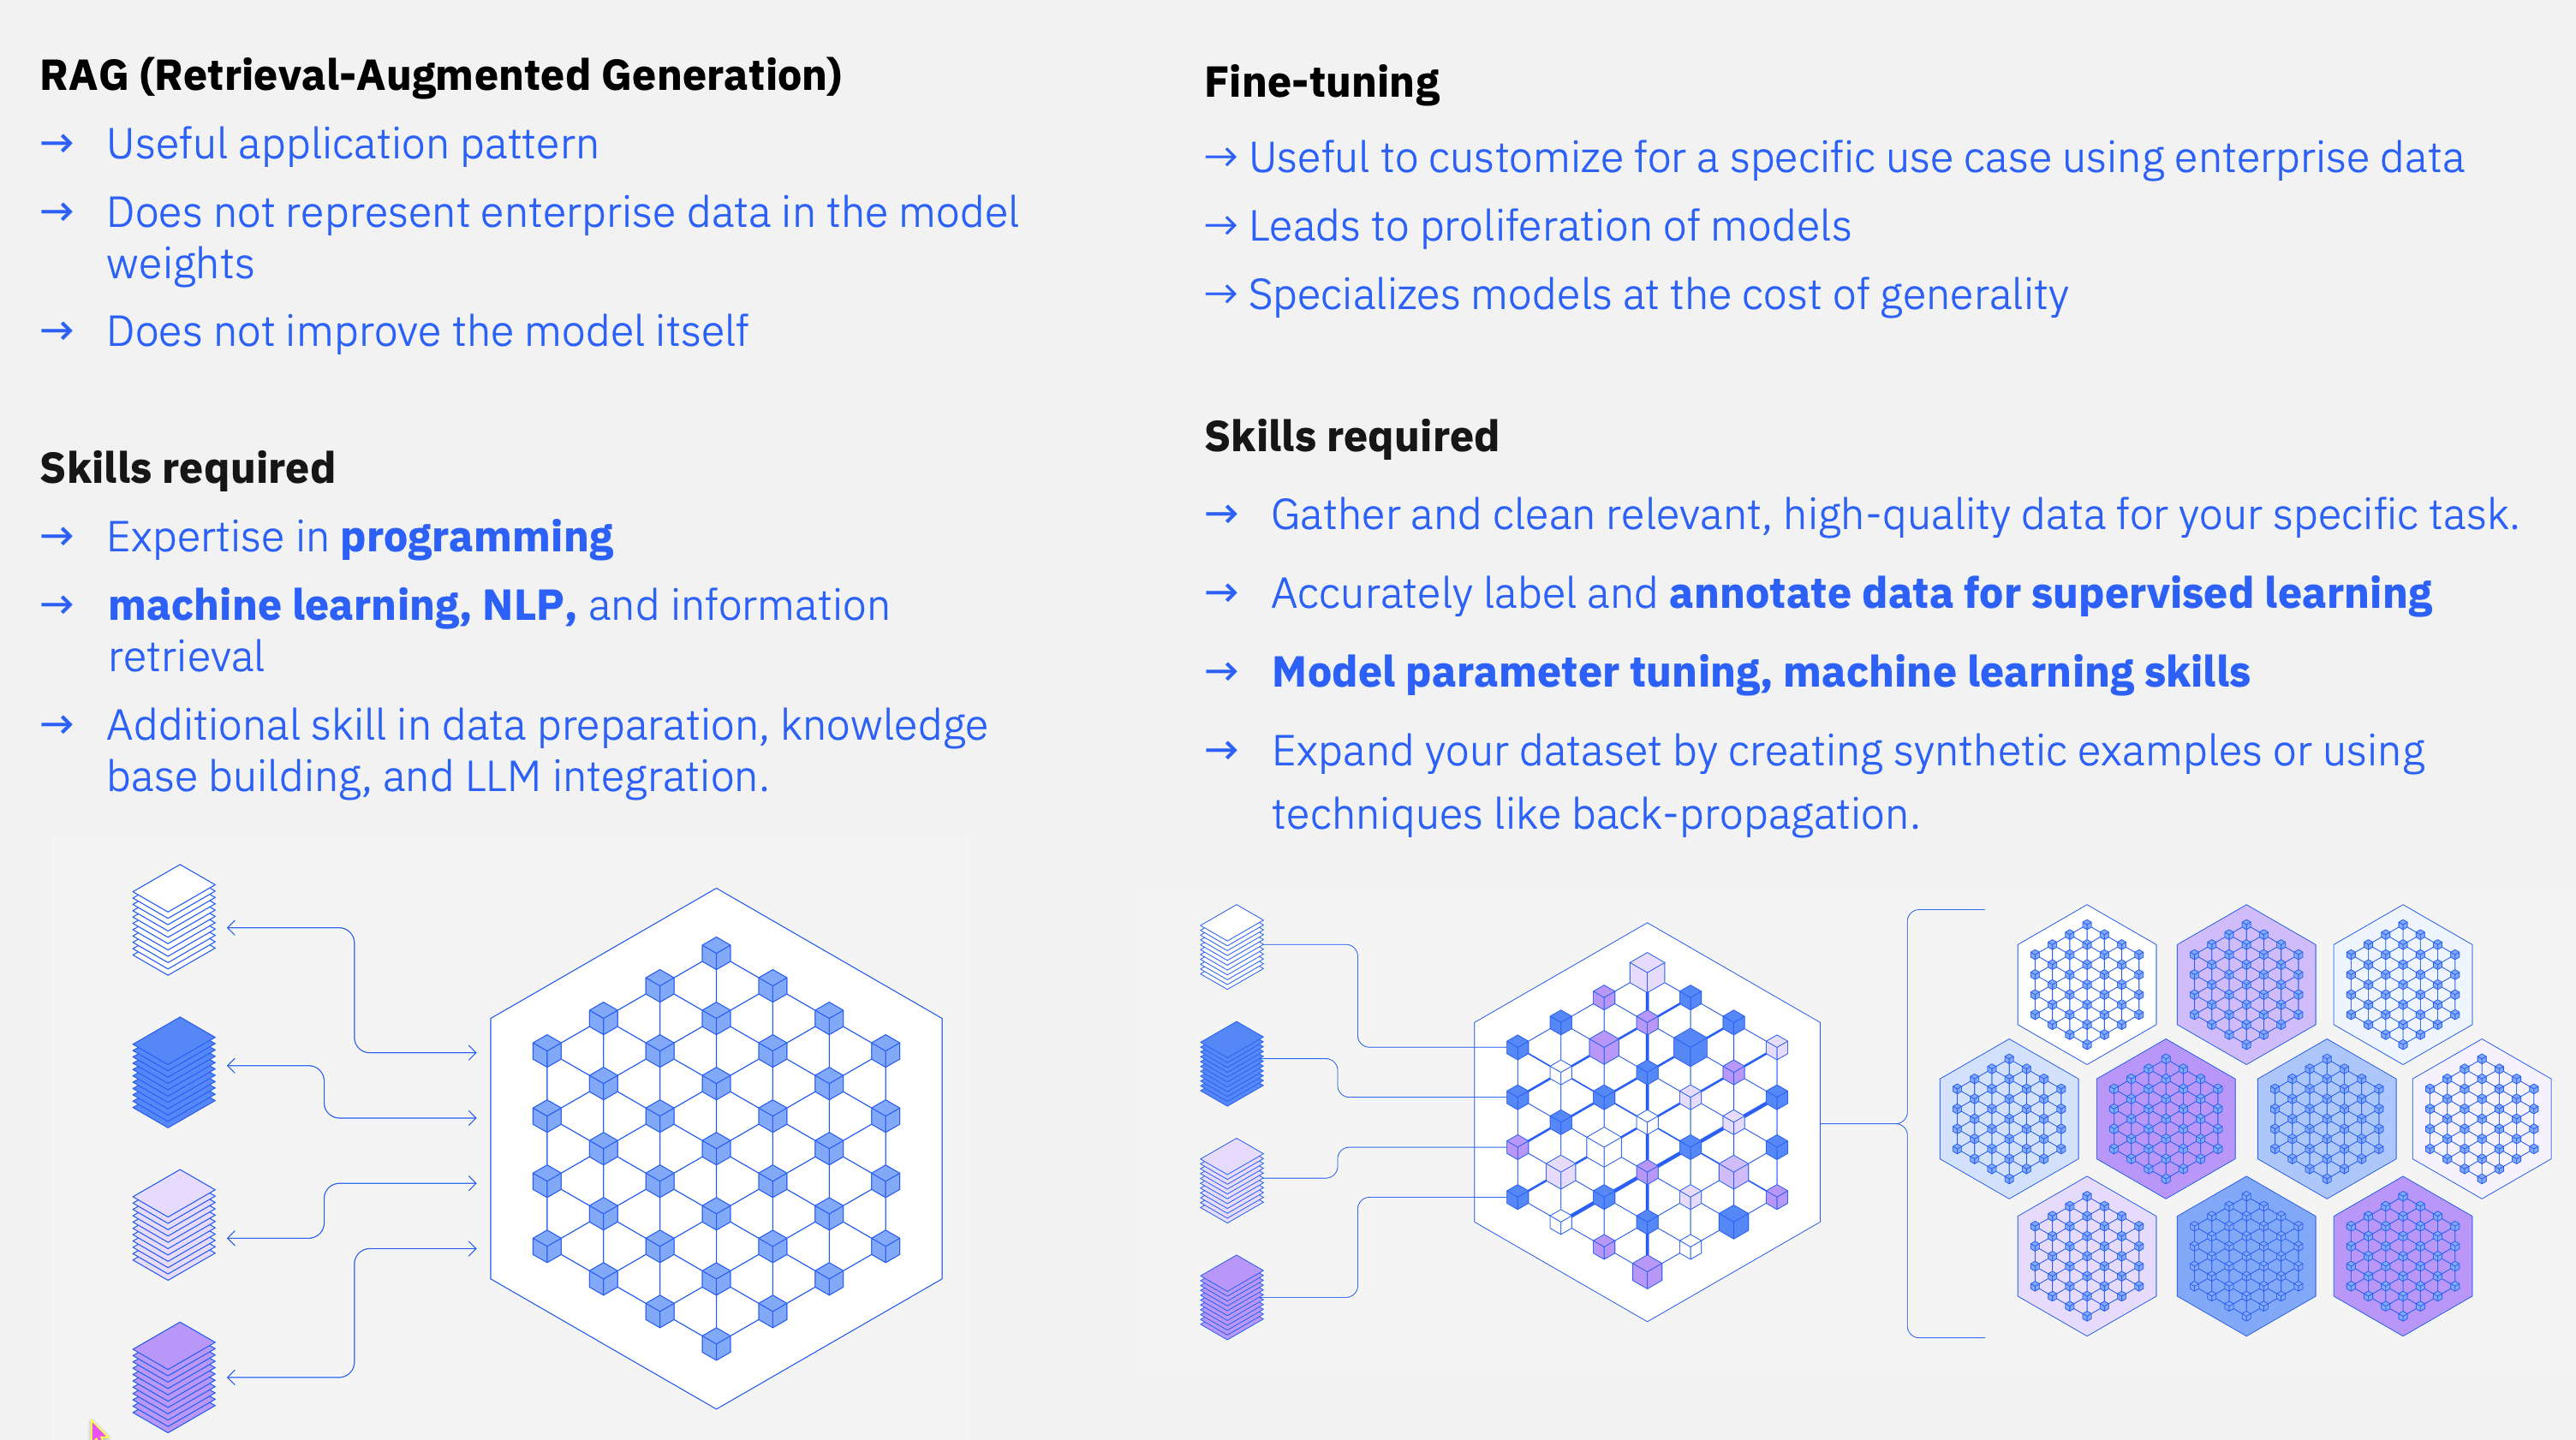 RAG (Retrieval-Augmented Generation)
→ Useful application pattern
→ Does not represent enterprise data in the model
weights
→ Does not improve the model itself
Skills required
→ Expertise in programming
→ machine learning, NLP, and information
retrieval
→ Additional skill in data preparation, knowledge
base building, and LLM integration.
Fine-tuning
→ Useful to customize for a specific use case using enterprise data
→ Leads to proliferation of models
→ Specializes models at the cost of generality
Skills required
→ Gather and clean relevant, high-quality data for your specific task.
→ Accurately label and annotate data for supervised learning
→ Model parameter tuning, machine learning skills
→ Expand your dataset by creating synthetic examples or using
techniques like back-propagation.